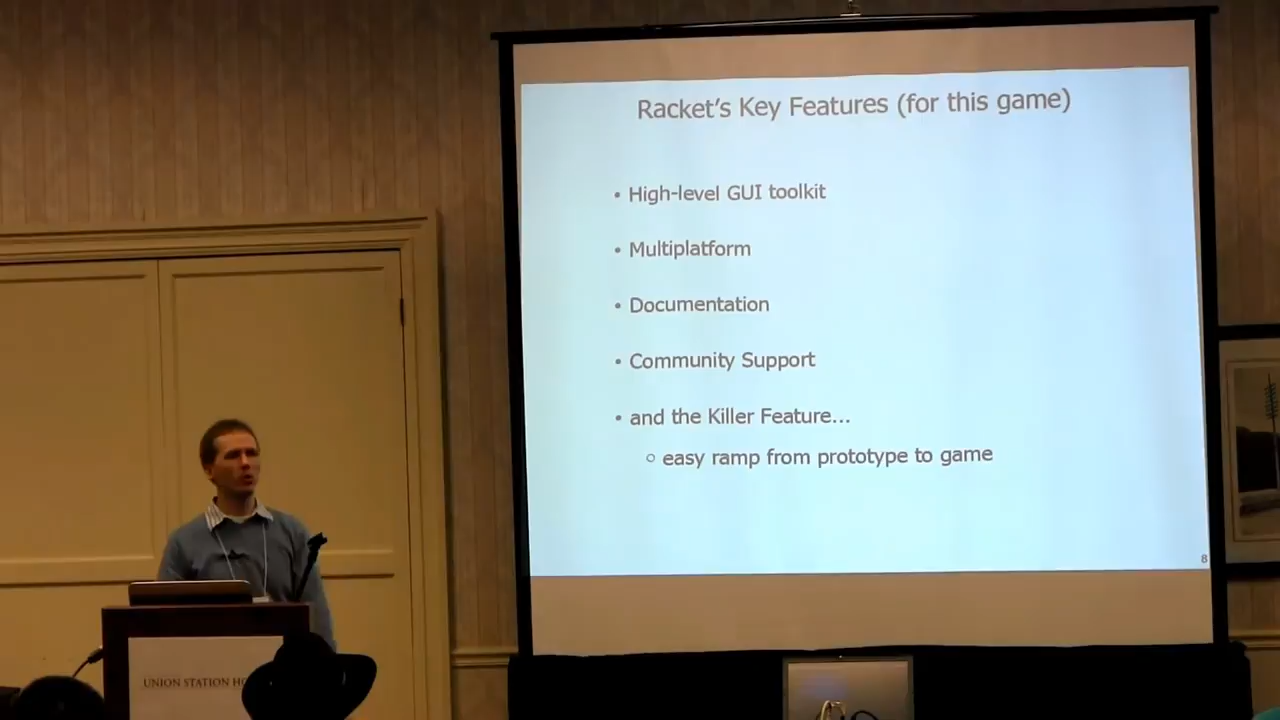 Racket's Key Features (for this game)
• High-level GUI toolkit
• Multiplatform
• Documentation
• Community Support
• and the Killer Feature...
○ easy ramp from prototype to game
8
UNION STATION